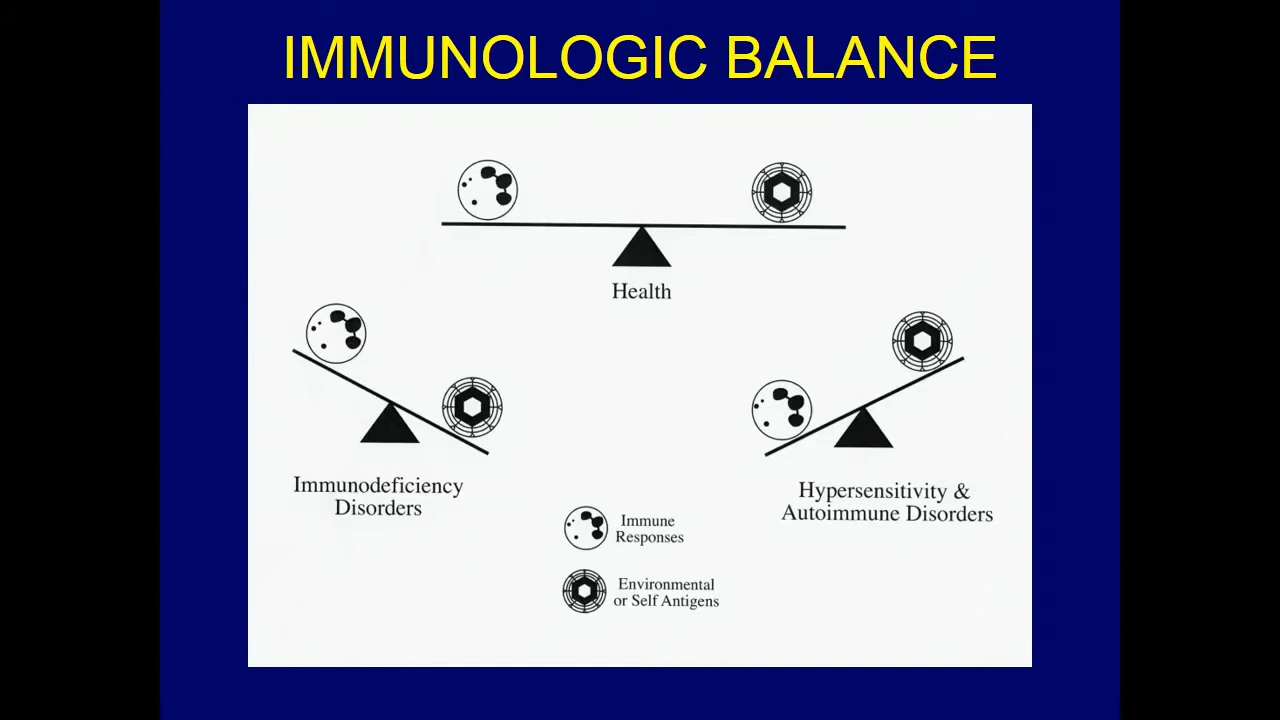 IMMUNOLOGIC BALANCE
Health
Immunodeficiency
Disorders
Hypersensitivity &
Autoimmune Disorders
Immune
Responses
Environmental
or Self Antigens